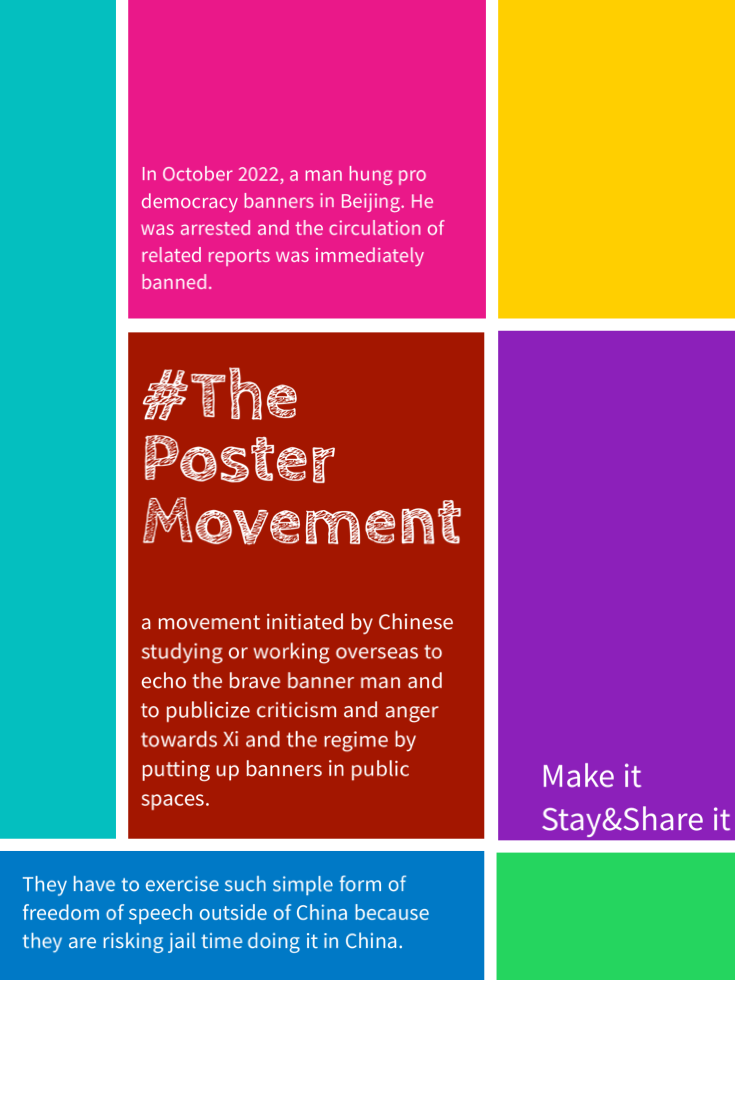 In October 2022, a man hung pro
democracy banners in Beijing. He
was arrested and the circulation of
related reports was immediately
banned.
#The
Poster
Movement
a movement initiated by Chinese
studying or working overseas to
echo the brave banner man and
to publicize criticism and anger
towards Xi and the regime by
putting up banners in public
spaces.
Make it
Stay&Share it
They have to exercise such simple form of
freedom of speech outside of China because
they are risking jail time doing it in China.